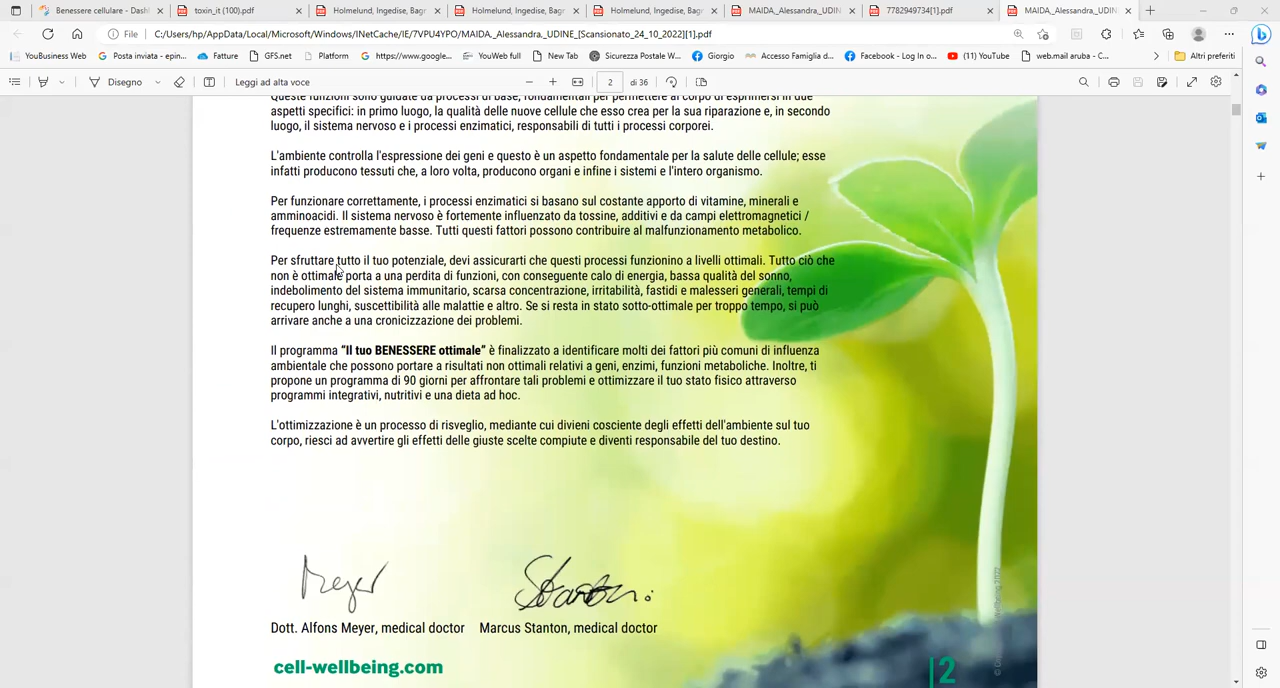 Benessere cellulare - Dashl
toxin_it (100).pdf
Holmelund, Ingedise, Bagr
Holmelund, Ingedise, Bagr
Holmelund, Ingedise, Bagr
MAIDA_Alessandra_UDINE
7782949734[1].pdf
MAIDA_Alessandra_UDINE
File
C:/Users/hp/AppData/Local/Microsoft/Windows/INetCache/IE/7VPU4YPO/MAIDA_Alessandra,_UDINE_[Scansionato_24_10_2022][1].pdf
YouBusiness Web
Posta inviata - epin...
Fatture
GFS.net
Platform
https://www.google...
YouWeb full
New Tab
Sicurezza Postale W...
Giorgio
Accesso Famiglia d...
Facebook - Log In o...
(11) YouTube
web.mail aruba - C...
Altri preferiti
Disegno
Leggi ad alta voce
2
di 36
Queste funzioni sono guidate da processi di base, fondamentali per permettere al corpo di esprimersi in due
aspetti specifici: in primo luogo, la qualità delle nuove cellule che esso crea per la sua riparazione e, in secondo
luogo, il sistema nervoso e i processi enzimatici, responsabili di tutti i processi corporei.
L'ambiente controlla l'espressione dei geni e questo è un aspetto fondamentale per la salute delle cellule; esse
infatti producono tessuti che, a loro volta, producono organi e infine i sistemi e l'intero organismo.
Per funzionare correttamente, i processi enzimatici si basano sul costante apporto di vitamine, minerali e
amminoacidi. Il sistema nervoso è fortemente influenzato da tossine, additivi e da campi elettromagnetici /
frequenze estremamente basse. Tutti questi fattori possono contribuire al malfunzionamento metabolico.
Per sfruttare tutto il tuo potenziale, devi assicurarti che questi processi funzionino a livelli ottimali. Tutto ciò che
non è ottimale porta a una perdita di funzioni, con conseguente calo di energia, bassa qualità del sonno,
indebolimento del sistema immunitario, scarsa concentrazione, irritabilità, fastidi e malesseri generali, tempi di
recupero lunghi, suscettibilità alle malattie e altro. Se si resta in stato sotto-ottimale per troppo tempo, si può
arrivare anche a una cronicizzazione dei problemi.
Il programma “Il tuo BENESSERE ottimale” è finalizzato a identificare molti dei fattori più comuni di influenza
ambientale che possono portare a risultati non ottimali relativi a geni, enzimi, funzioni metaboliche. Inoltre, ti
propone un programma di 90 giorni per affrontare tali problemi e ottimizzare il tuo stato fisico attraverso
programmi integrativi, nutritivi e una dieta ad hoc.
L'ottimizzazione è un processo di risveglio, mediante cui divieni cosciente degli effetti dell'ambiente sul tuo
corpo, riesci ad avvertire gli effetti delle giuste scelte compiute e diventi responsabile del tuo destino.
Meyer
Stanton
Dott. Alfons Meyer, medical doctor
Marcus Stanton, medical doctor
cell-wellbeing.com
|2